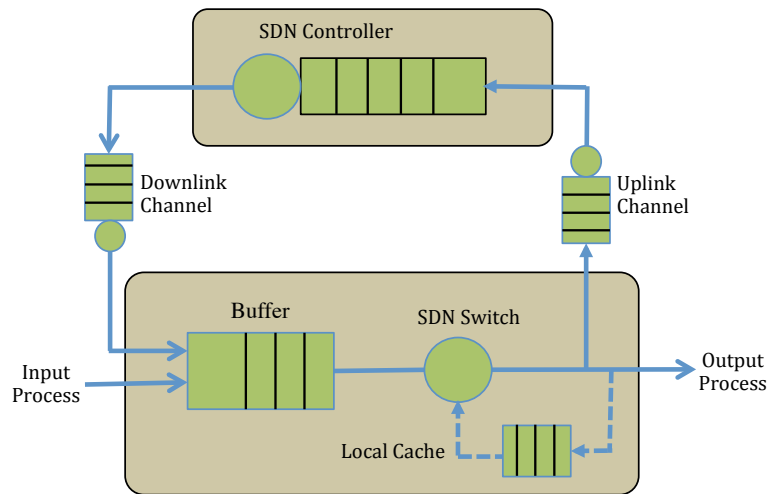 SDN Controller
Downlink
Channel
Uplink
Channel
Buffer
SDN Switch
Input
Process
Output
Process
Local Cache